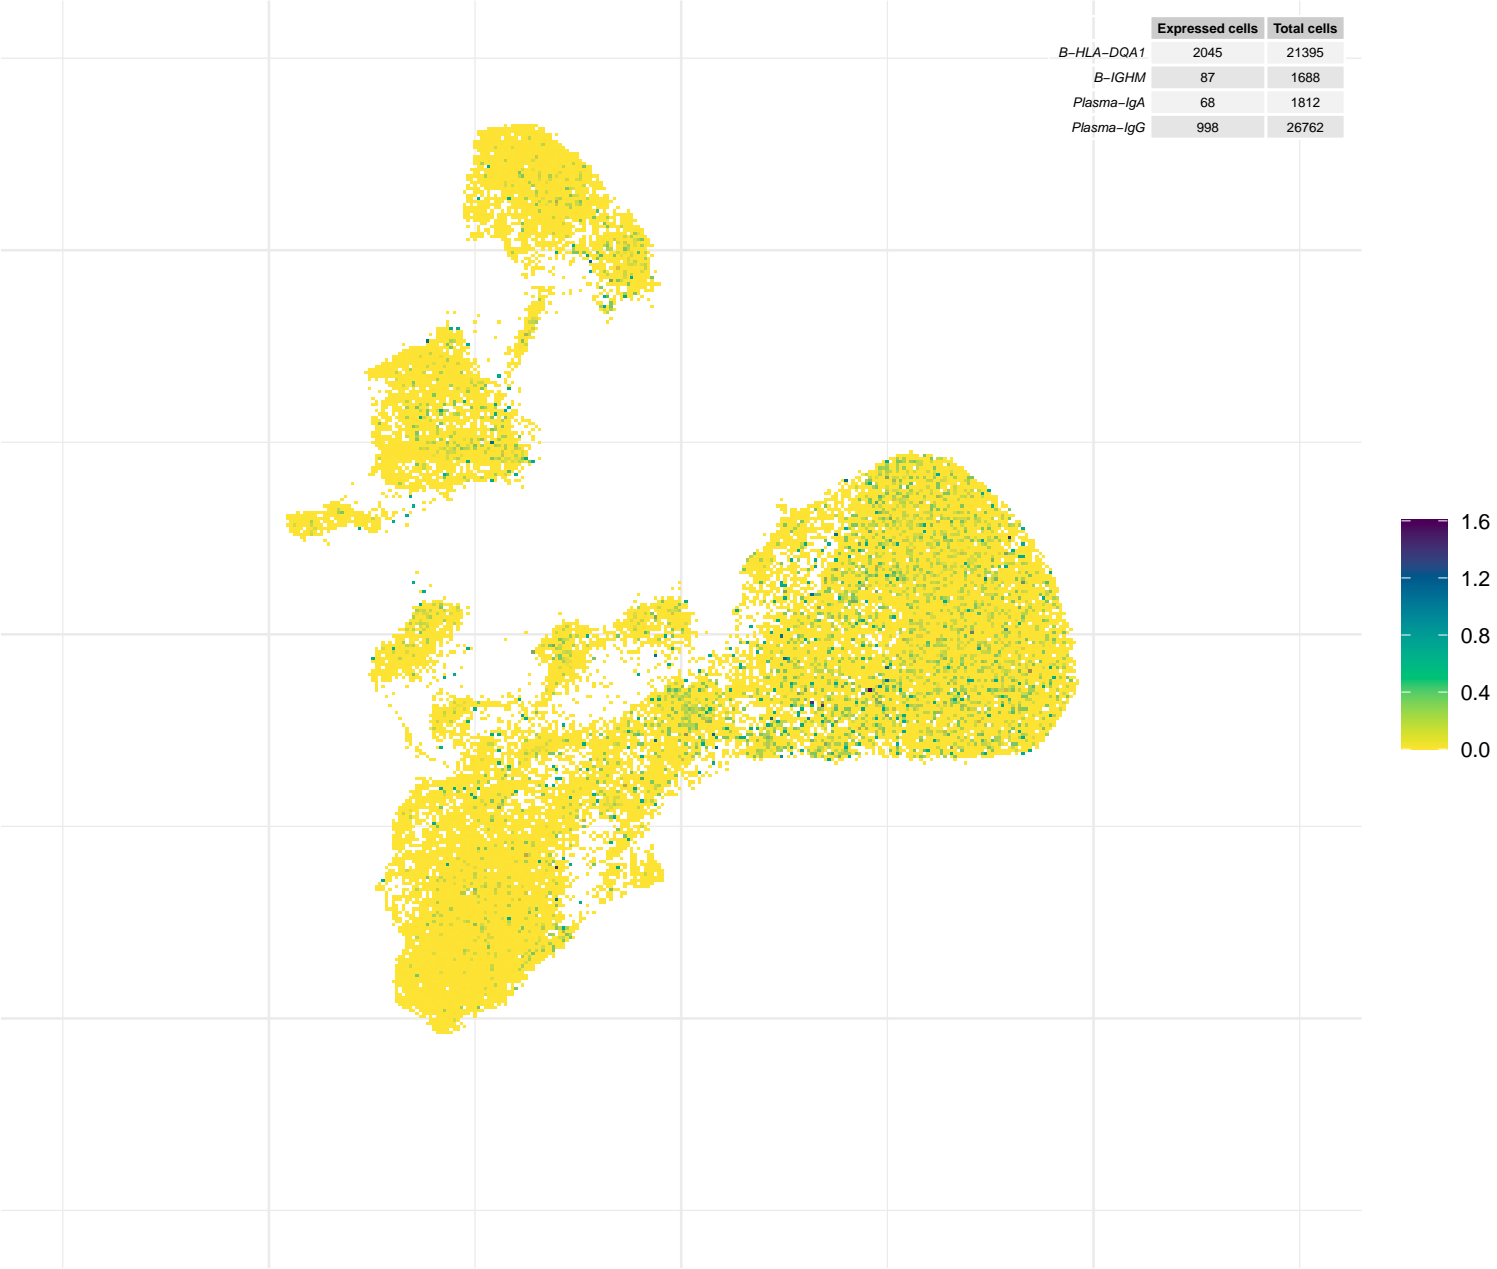 Expressed cells Total cells
B−HLA−DQA1 2045 21395
B−IGHM 87 1688
Plasma−IgA 68 1812
Plasma−IgG 998 26762
1.6
1.2
0.8
0.4
0.0